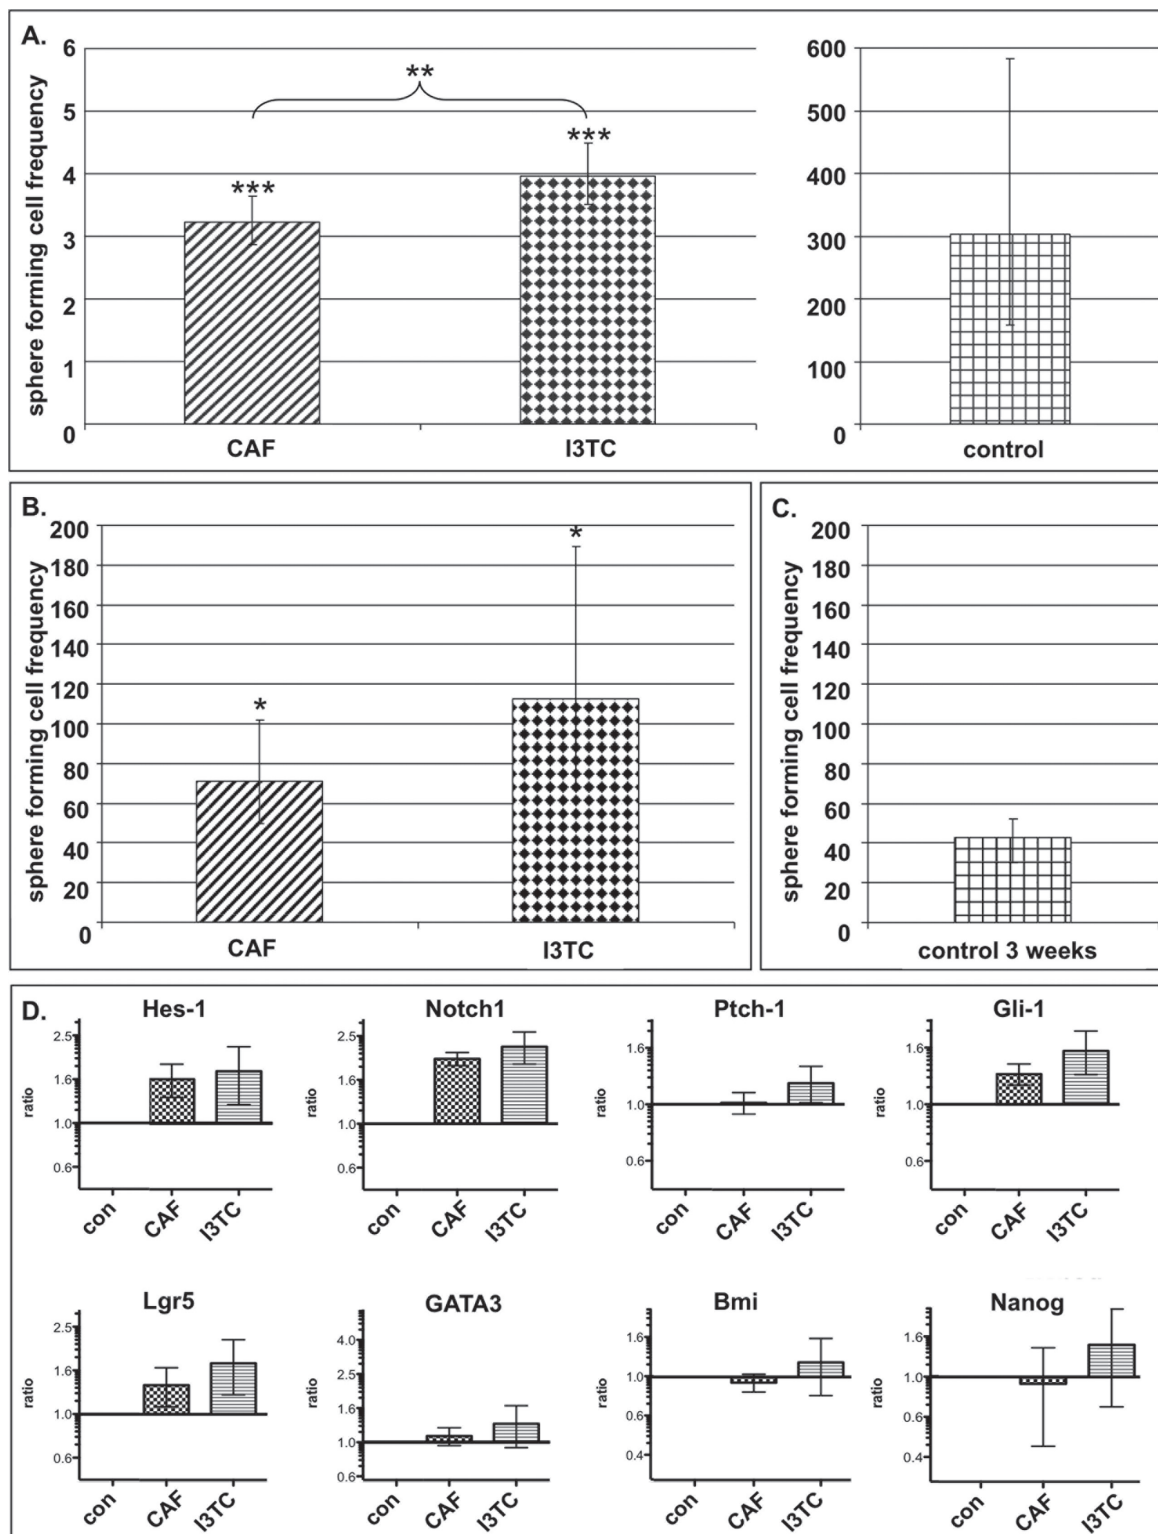 A.
sphere forming cell frequency
6
5
4
3
2
1
0
**
***
***
CAF
I3TC
600
500
400
300
200
100
0
control
B.
sphere forming cell frequency
200
180
160
140
120
100
80
60
40
20
0
*
*
CAF
I3TC
C.
sphere forming cell frequency
200
180
160
140
120
100
80
60
40
20
0
control 3 weeks
D.
Hes-1
ratio
2.5
1.6
1.0
0.6
con
CAF
I3TC
Notch1
ratio
2.5
1.6
1.0
0.6
con
CAF
I3TC
Ptch-1
ratio
1.6
1.0
0.6
con
CAF
I3TC
Gli-1
ratio
1.6
1.0
0.6
con
CAF
I3TC
Lgr5
ratio
2.5
1.6
1.0
0.6
con
CAF
I3TC
GATA3
ratio
4.0
2.5
1.6
1.0
0.6
con
CAF
I3TC
Bmi
ratio
1.6
1.0
0.6
0.4
con
CAF
I3TC
Nanog
ratio
1.6
1.0
0.6
0.4
con
CAF
I3TC